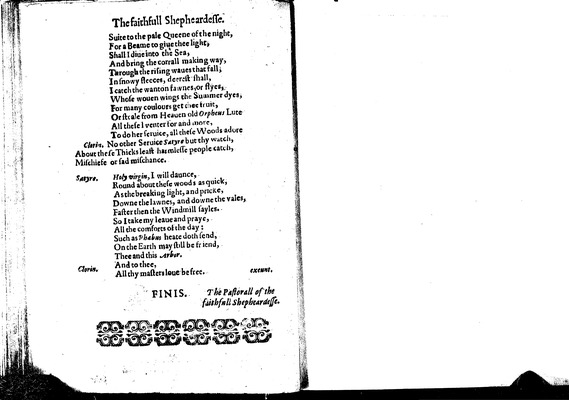 The faithfull Shepheardesse.
Suite to the pale Queene of the night,
For a Beame to giue thee light,
Shall I diue into the Sea,
And bring the corrall making way,
Through the rising waues that fall,
In snowy fleeces, deerest shall,
I catch the wanton fawnes, or flyes,
Whose wouen wings the Summer dyes,
For many coulours get thee fruit,
Or steale from Heauen old Orpheus Lute
All these I venter for and more,
To do her seruice, all these Woods adore
Clorin. No other Seruice Satyre but thy watch,
About these Thicks least harmlesse people catch,
Mischiefe or sad mischance.
Satyre. Holy virgin, I will daunce,
Round about these woods as quick,
As the breaking light, and pricke,
Downe the lawnes, and downe the vales,
Faster then the Windmill sayles.
So I take my leaue and praye,
All the comforts of the day:
Such as Phæbus heate doth send,
On the Earth may still be friend,
Thee and this Arbor.
Clorin. And to thee,
All thy masters loue be free. exeunt.
FINIS. The Pastorall of the
faithfull Shepheardesse.